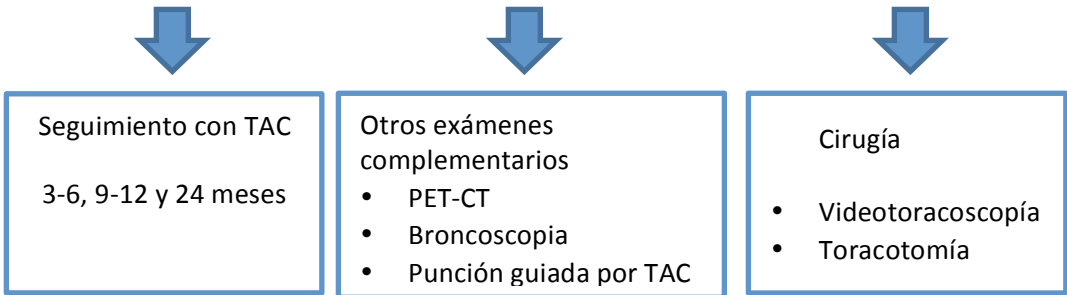 Seguimiento con TAC
3-6, 9-12 y 24 meses
Otros exámenes
complementarios
• PET-CT
• Broncoscopia
• Punción guiada por TAC
Cirugía
• Videotoracoscopía
• Toracotomía